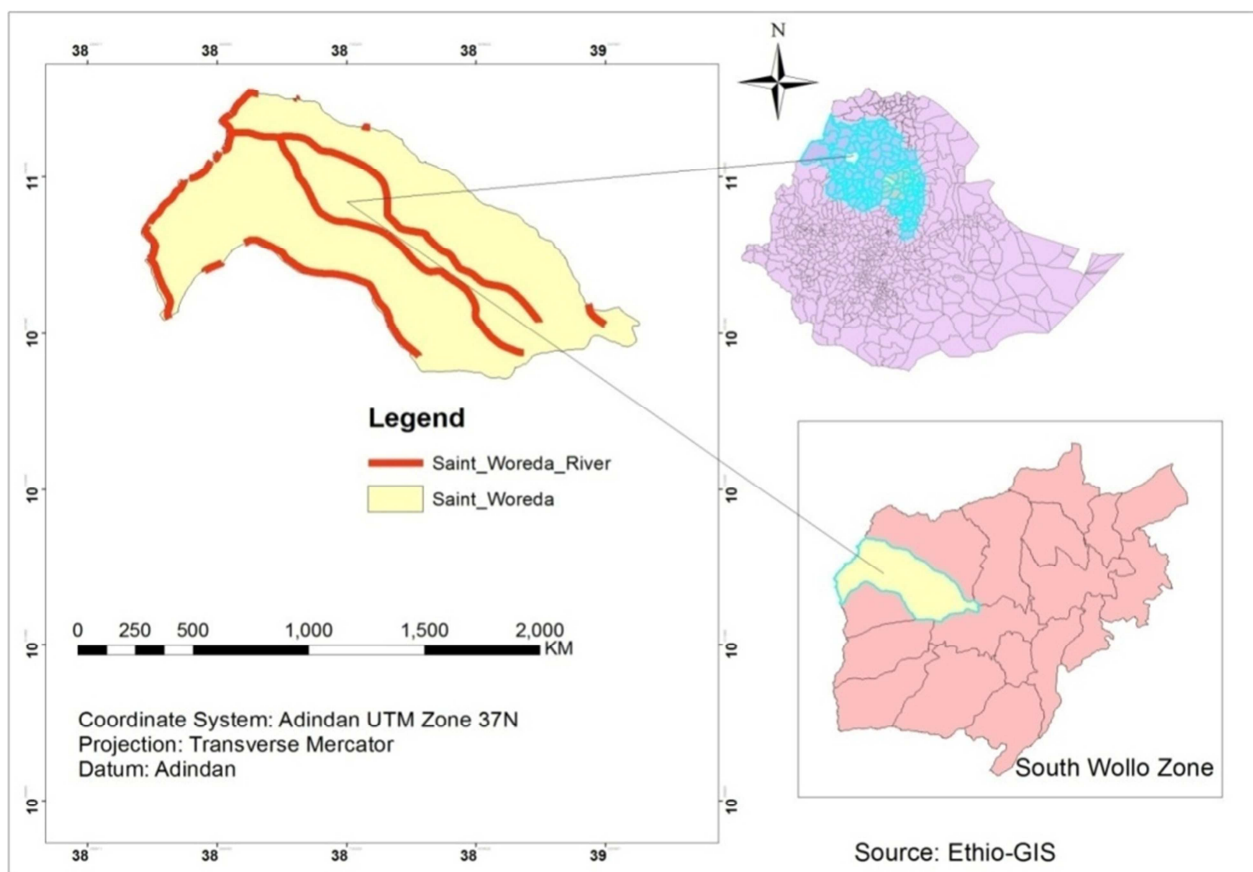 38 38 38 38 39
N
11
11
10
10
10
10
10
10
Legend
Saint_Woreda_River
Saint_Woreda
0 250 500 1,000 1,500 2,000
KM
Coordinate System: Adindan UTM Zone 37N
Projection: Transverse Mercator
Datum: Adindan
38 38 38 38 39
South Wollo Zone
Source: Ethio-GIS